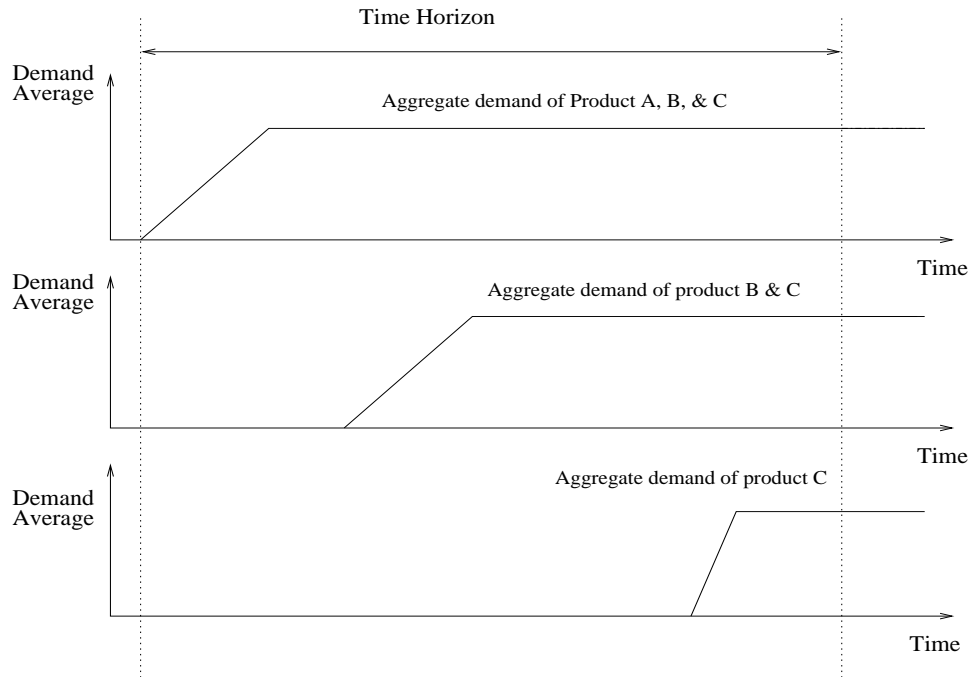 Time Horizon
Demand
Average
Aggregate demand of Product A, B, & C
Time
Demand
Average
Aggregate demand of product B & C
Time
Demand
Average
Aggregate demand of product C
Time